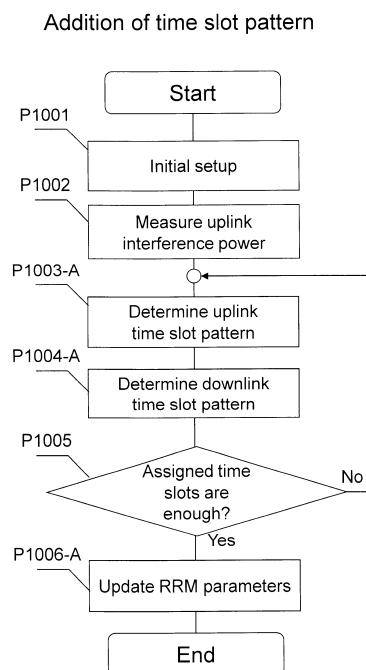 Addition of time slot pattern
Start
P1001
Initial setup
P1002
Measure uplink
interference power
P1003-A
Determine uplink
time slot pattern
P1004-A
Determine downlink
time slot pattern
P1005
Assigned time
slots are
enough?
No
Yes
P1006-A
Update RRM parameters
End